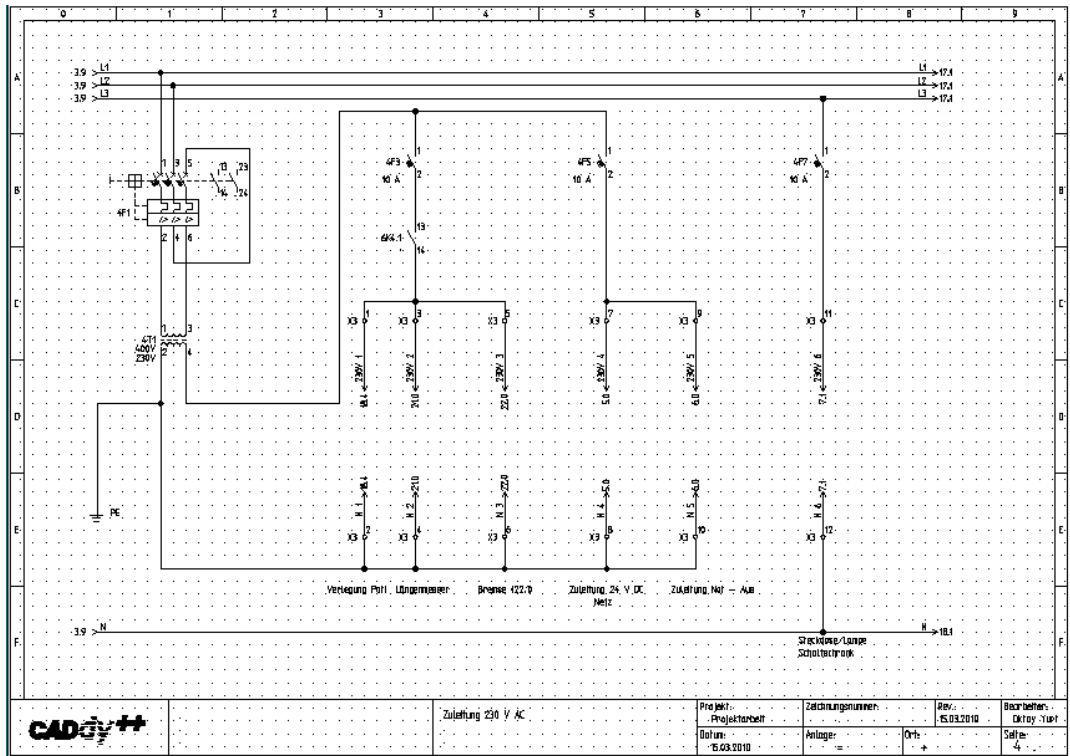 0 1 2 3 4 5 6 7 8 9
A A
3.9 L1 L1 17.1
3.9 L2 L2 17.1
3.9 L3 L3 17.1
B B
1 3 5 13 23
14 24
4F1
2 4 6
4F3 1
10 A 2
4F5 1
10 A 2
4F7 1
10 A 2
6K4.1 13
14
C C
1 3
4T1
400V
230V
2 4
X3 1 X3 3 X3 5 X3 7 X3 9 X3 11
230V 1 230V 2 230V 3 230V 4 230V 5 230V 6
18.4 21.0 22.0 5.0 6.0 7.1
D D
18.4 21.0 22.0 5.0 6.0 7.1
N 1 N 2 N 3 N 4 N 5 N 6
PE
E E
X3 2 X3 4 X3 6 X3 8 X3 10 X3 12
Verlegung Poti Längenmesser Bremse Zuleitung 24 V DC Zuleitung Not - Aus
Netz
F F
3.9 N N 18.1
Steckdose/Lampe
Schaltschrank
CADdy++
Zuleitung 230 V AC
Projekt:
Projektarbeit
Zeichnungsnummer:
Rev.:
15.03.2010
Bearbeiter:
Datum:
15.03.2010
Anlage:
=
Ort:
+
Seite:
4